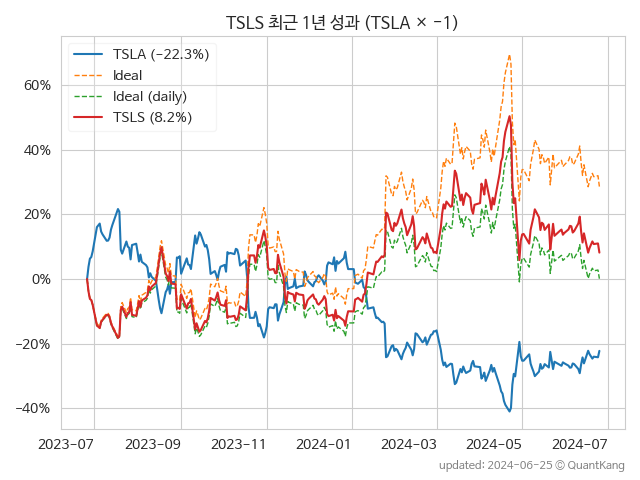 TSLS 최근 1년 성과 (TSLA × −1)
TSLA (−22.3%)
Ideal
Ideal (daily)
TSLS (8.2%)
60%
40%
20%
0%
−20%
−40%
2023-07 2023-09 2023-11 2024-01 2024-03 2024-05 2024-07
updated: 2024-06-25 © QuantKang